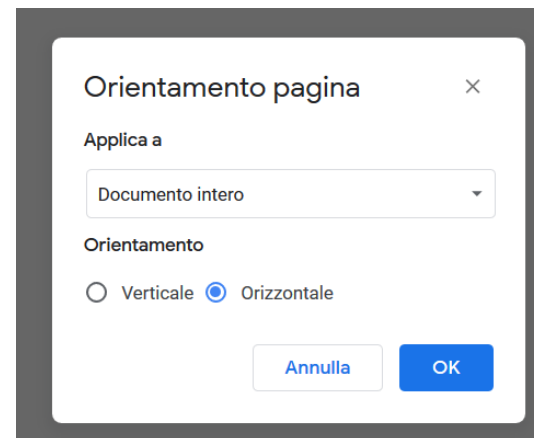 Orientamento pagina
Applica a
Documento intero
Orientamento
Verticale Orizzontale
Annulla OK